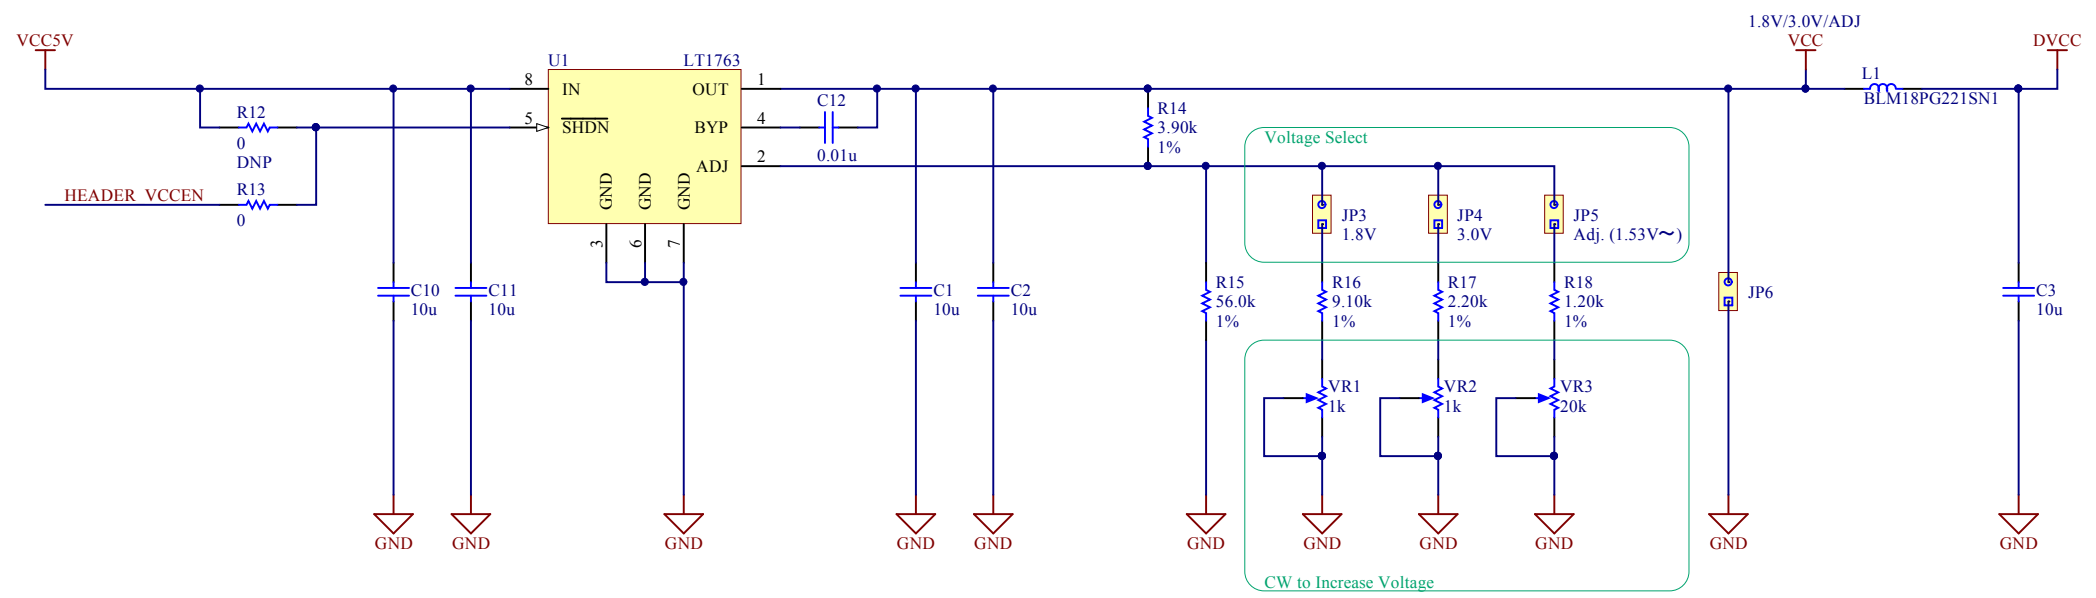 1.8V/3.0V/ADJ
VCC5V
VCC
DVCC
U1
LT1763
8
IN
OUT
1
L1
BLM18PG221SN1
R12
0
DNP
5
SHDN
BYP
4
C12
0.01u
R14
3.90k
1%
Voltage Select
ADJ
2
HEADER_VCCEN
R13
0
GND
GND
GND
3
6
7
JP3
1.8V
JP4
3.0V
JP5
Adj. (1.53V~)
C10
10u
C11
10u
C1
10u
C2
10u
R15
56.0k
1%
R16
9.10k
1%
R17
2.20k
1%
R18
1.20k
1%
JP6
C3
10u
VR1
1k
VR2
1k
VR3
20k
GND
GND
GND
GND
GND
GND
GND
GND
GND
GND
GND
CW to Increase Voltage